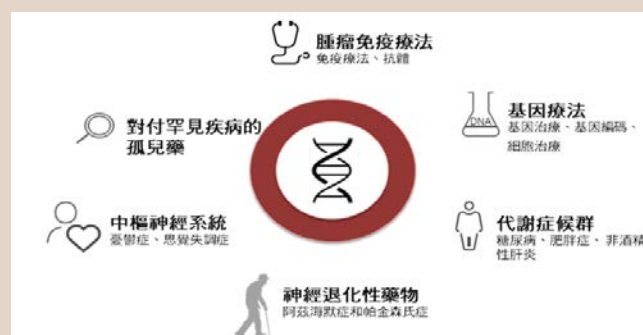 腫瘤免疫療法
免疫療法、抗體
對付罕見疾病的
孤兒藥
DNA
基因療法
基因治療、基因編碼、
細胞治療
中樞神經系統
憂鬱症、思覺失調症
代謝症候群
糖尿病、肥胖症、非酒精
性肝炎
神經退化性藥物
阿茲海默症和帕金森氏症